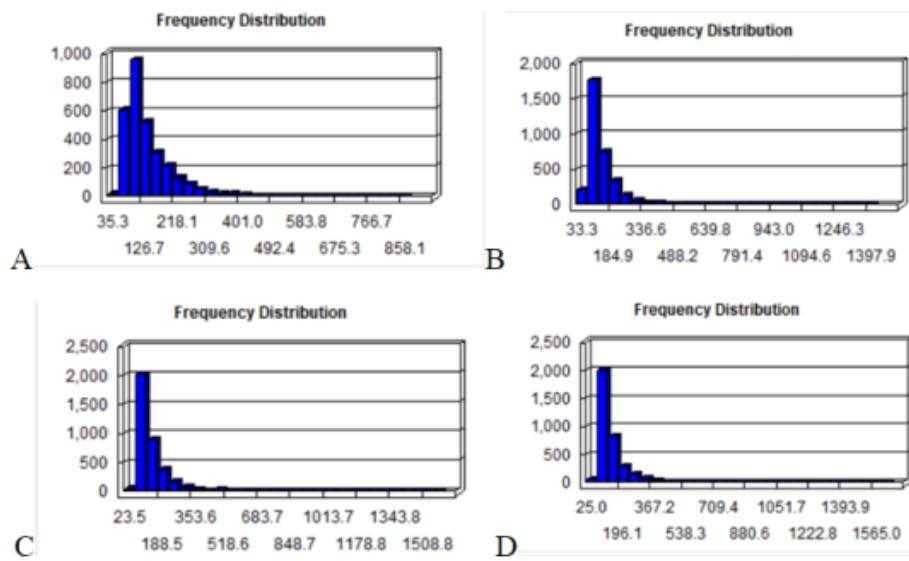 Frequency Distribution
1,000
800
600
400
200
0
35.3 218.1 401.0 583.8 766.7
126.7 309.6 492.4 675.3 858.1
A
Frequency Distribution
2,000
1,500
1,000
500
0
33.3 336.6 639.8 943.0 1246.3
184.9 488.2 791.4 1094.6 1397.9
B
Frequency Distribution
2,500
2,000
1,500
1,000
500
0
23.5 353.6 683.7 1013.7 1343.8
188.5 518.6 848.7 1178.8 1508.8
C
Frequency Distribution
2,500
2,000
1,500
1,000
500
0
25.0 367.2 709.4 1051.7 1393.9
196.1 538.3 880.6 1222.8 1565.0
D